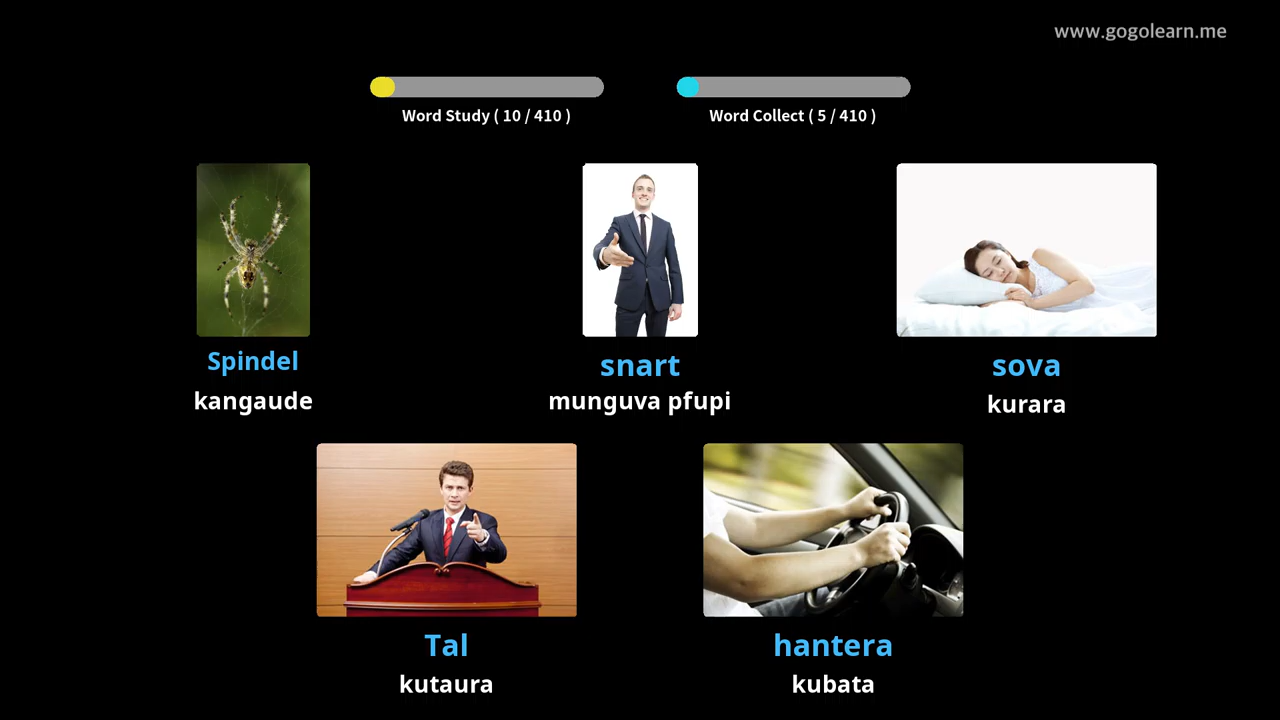 www.gogolearn.me
Word Study ( 10 / 410 )
Word Collect ( 5 / 410 )
Spindel
kangaude
snart
munguva pfupi
sova
kurara
Tal
kutaura
hantera
kubata